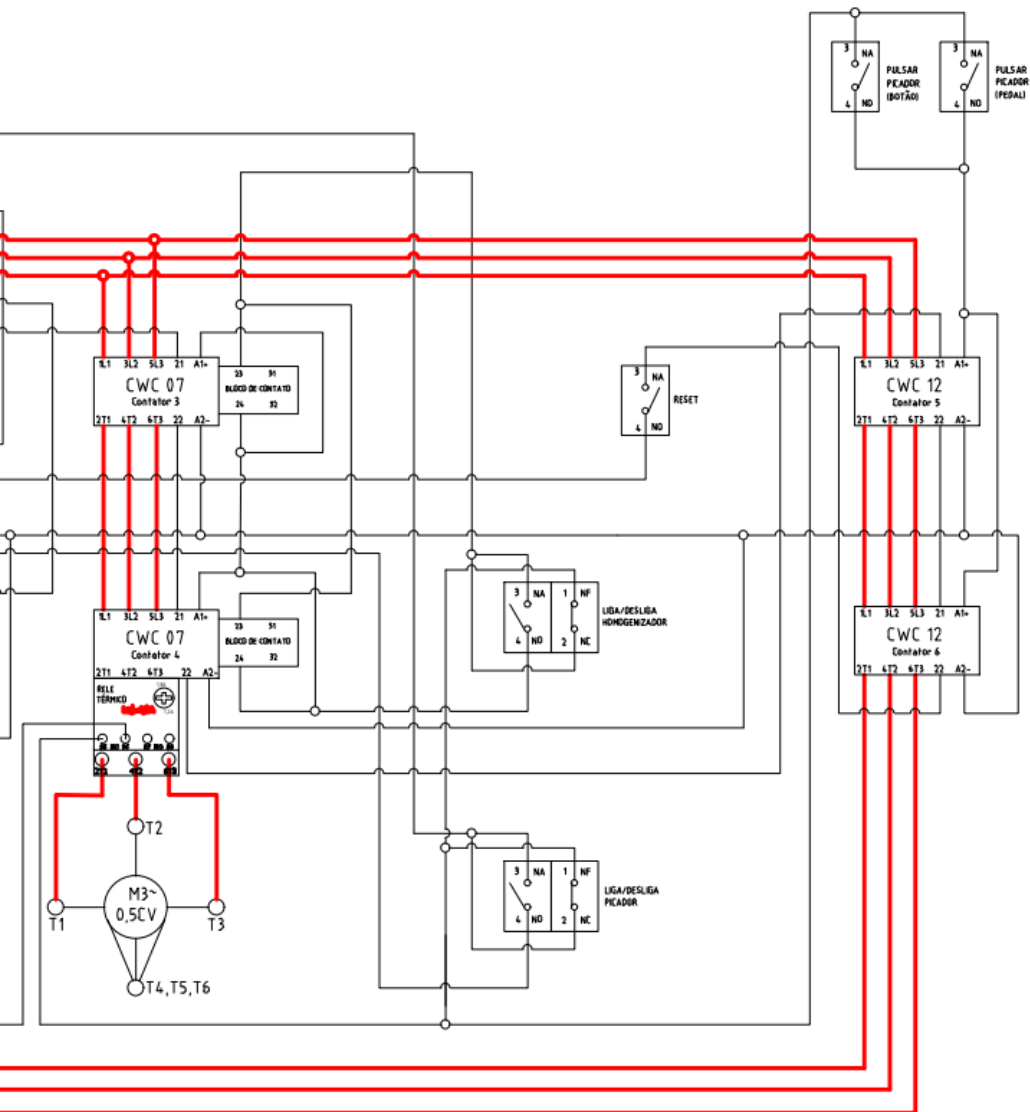 3 NA
4 NO
PULSAR
PICADOR
(BOTÃO)
3 NA
4 NO
PULSAR
PICADOR
(PEDAL)
1L1 3L2 5L3 21 A1+
CWC 07
Contator 3
2T1 4T2 6T3 22 A2-
23 31
BLOCO DE CONTATO
24 32
3 NA
4 NO
RESET
1L1 3L2 5L3 21 A1+
CWC 12
Contator 5
2T1 4T2 6T3 22 A2-
1L1 3L2 5L3 21 A1+
CWC 07
Contator 4
2T1 4T2 6T3 22 A2-
23 31
BLOCO DE CONTATO
24 32
3 NA 1 NF
4 NO 2 NC
LIGA/DESLIGA
HOMOGENIZADOR
1L1 3L2 5L3 21 A1+
CWC 12
Contator 6
2T1 4T2 6T3 22 A2-
RELE
TÉRMICO
2T1 4T2 6T3
T2
M3~
0,5CV
T1
T3
T4,T5,T6
3 NA 1 NF
4 NO 2 NC
LIGA/DESLIGA
PICADOR